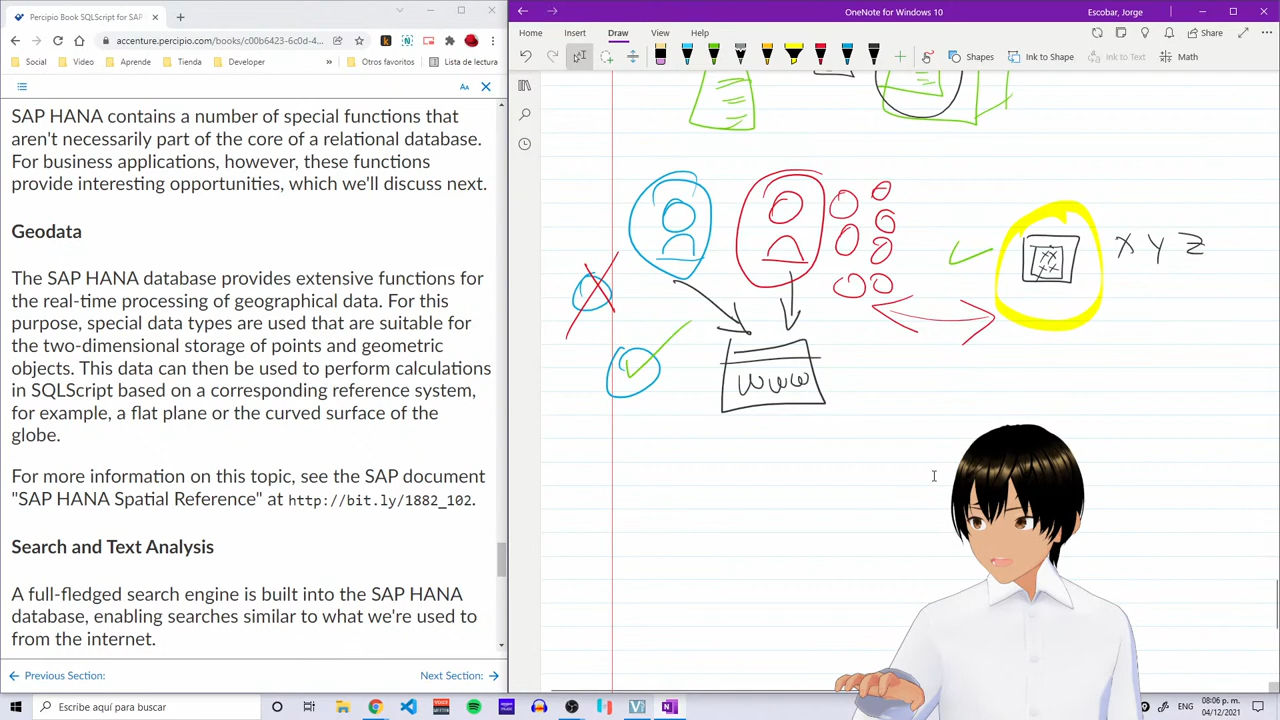 Percipio Book SQLScript for SAP
accenture.percipio.com/books/c00b6423-6c0d-4...
Social
Video
Aprende
Tienda
Developer
Otros favoritos
Lista de lectura
AA
SAP HANA contains a number of special functions that
aren't necessarily part of the core of a relational database.
For business applications, however, these functions
provide interesting opportunities, which we'll discuss next.
Geodata
The SAP HANA database provides extensive functions for
the real-time processing of geographical data. For this
purpose, special data types are used that are suitable for
the two-dimensional storage of points and geometric
objects. This data can then be used to perform calculations
in SQLScript based on a corresponding reference system,
for example, a flat plane or the curved surface of the
globe.
For more information on this topic, see the SAP document
"SAP HANA Spatial Reference" at http://bit.ly/1882_102.
Search and Text Analysis
A full-fledged search engine is built into the SAP HANA
database, enabling searches similar to what we're used to
from the internet.
Previous Section:
Next Section:
OneNote for Windows 10
Escobar, Jorge
Home
Insert
Draw
View
Help
Share
Shapes
Ink to Shape
Ink to Text
Math
X Y Z
www
Escribe aquí para buscar
ENG
08:06 p. m.
04/12/2021